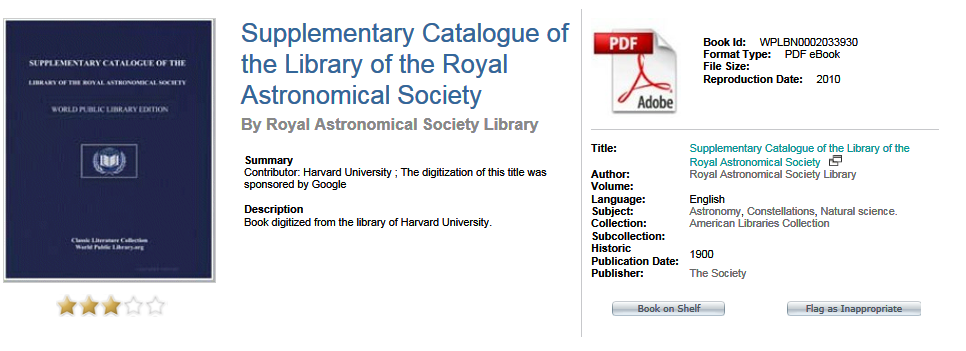 SUPPLEMENTARY CATALOGUE OF THE
LIBRARY OF THE ROYAL ASTRONOMICAL SOCIETY
WORLD PUBLIC LIBRARY EDITION
Classic Literature Collection
World Public Library.org
Supplementary Catalogue of
the Library of the Royal
Astronomical Society
By Royal Astronomical Society Library
Summary
Contributor: Harvard University ; The digitization of this title was
sponsored by Google
Description
Book digitized from the library of Harvard University.
PDF
Adobe
Book Id: WPLBN0002033930
Format Type: PDF eBook
File Size:
Reproduction Date: 2010
Title: Supplementary Catalogue of the Library of the
Royal Astronomical Society
Author: Royal Astronomical Society Library
Volume:
Language: English
Subject: Astronomy, Constellations, Natural science.
Collection: American Libraries Collection
Subcollection:
Historic
Publication Date: 1900
Publisher: The Society
Book on Shelf
Flag as Inappropriate